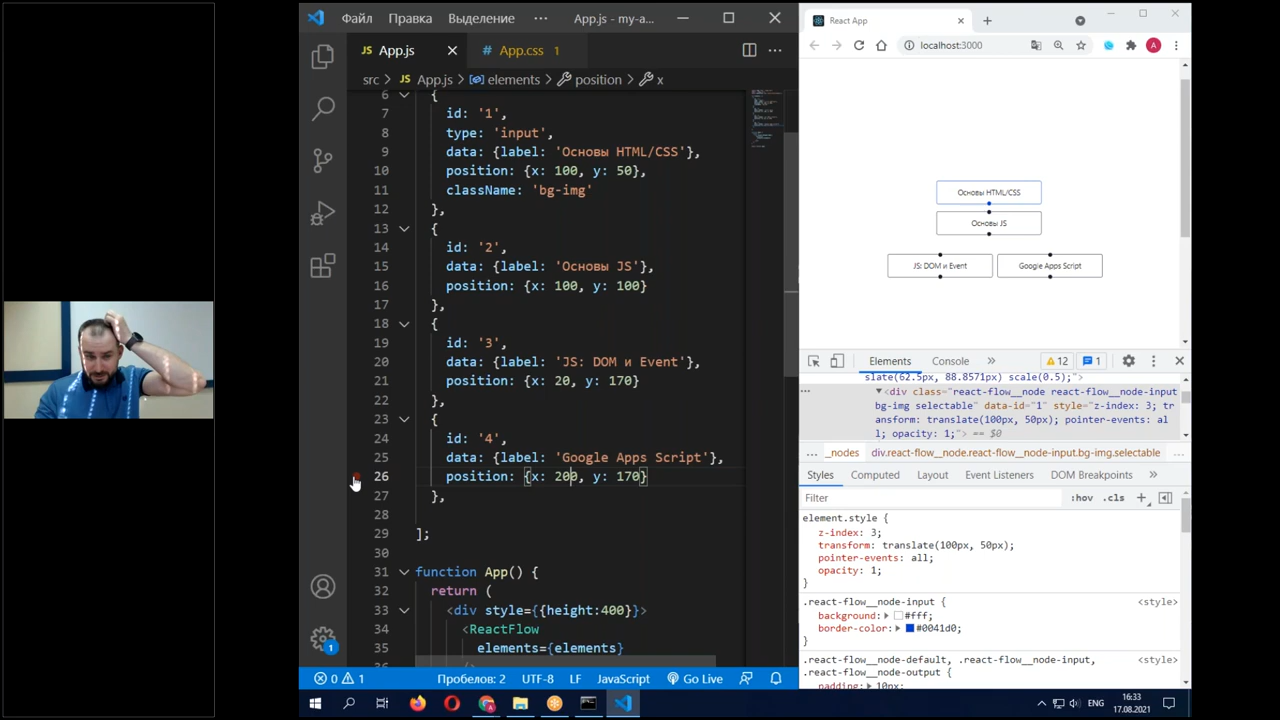 Файл Правка Выделение ··· App.js - my-a...
App.js
App.css 1
src > App.js > elements > position > x
6 {
7 id: '1',
8 type: 'input',
9 data: {label: 'Основы HTML/CSS'},
10 position: {x: 100, y: 50},
11 className: 'bg-img'
12 },
13 {
14 id: '2',
15 data: {label: 'Основы JS'},
16 position: {x: 100, y: 100}
17 },
18 {
19 id: '3',
20 data: {label: 'JS: DOM и Event'},
21 position: {x: 20, y: 170}
22 },
23 {
24 id: '4',
25 data: {label: 'Google Apps Script'},
26 position: {x: 200, y: 170}
27 },
28
29 ];
30
31 function App() {
32 return (
33 <div style={{height:400}}>
34 <ReactFlow
35 elements={elements}
36 />
0 1 Пробелов: 2 UTF-8 LF JavaScript Go Live
1
React App
localhost:3000
A
Основы HTML/CSS
Основы JS
JS: DOM и Event
Google Apps Script
Elements Console » 12 1
slate(62.5px, 88.8571px) scale(0.5);">
<div class="react-flow__node react-flow__node-input
bg-img selectable" data-id="1" style="z-index: 3; tr
ansform: translate(100px, 50px); pointer-events: al
l; opacity: 1;"> == $0
... _nodes div.react-flow__node.react-flow__node-input.bg-img.selectable
Styles Computed Layout Event Listeners DOM Breakpoints »
Filter :hov .cls +
element.style {
z-index: 3;
transform: translate(100px, 50px);
pointer-events: all;
opacity: 1;
}
.react-flow__node-input { <style>
background: #fff;
border-color: #0041d0;
}
.react-flow__node-default, .react-flow__node-input, <style>
.react-flow__node-output {
padding: 10px;
ENG
16:33
17.08.2021